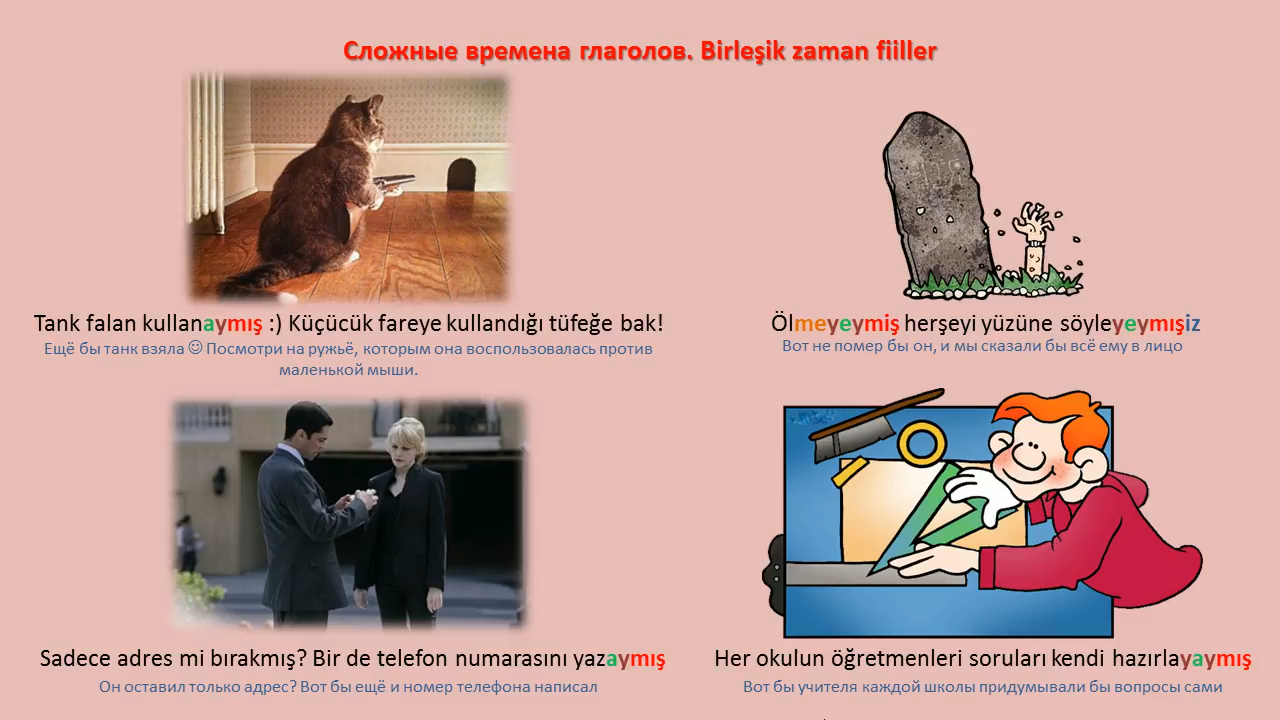 Сложные времена глаголов. Birleşik zaman fiiller
Tank falan kullanaymış :) Küçücük fareye kullandığı tüfeğe bak!
Ещё бы танк взяла ☺ Посмотри на ружьё, которым она воспользовалась против
маленькой мыши.
Ölmeyeymiş herşeyi yüzüne söyleyeymışiz
Вот не помер бы он, и мы сказали бы всё ему в лицо
Sadece adres mi bırakmış? Bir de telefon numarasını yazaymış
Он оставил только адрес? Вот бы ещё и номер телефона написал
Her okulun öğretmenleri soruları kendi hazırlayaymış
Вот бы учителя каждой школы придумывали бы вопросы сами